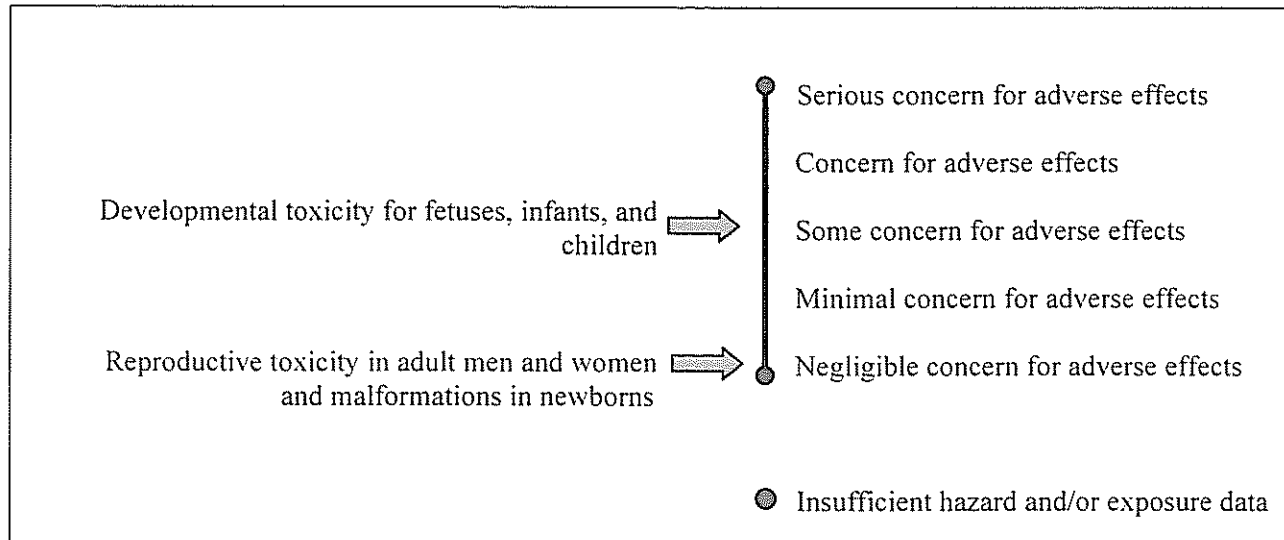 Serious concern for adverse effects
Concern for adverse effects
Developmental toxicity for fetuses, infants, and
children
Some concern for adverse effects
Minimal concern for adverse effects
Reproductive toxicity in adult men and women
and malformations in newborns
Negligible concern for adverse effects
Insufficient hazard and/or exposure data